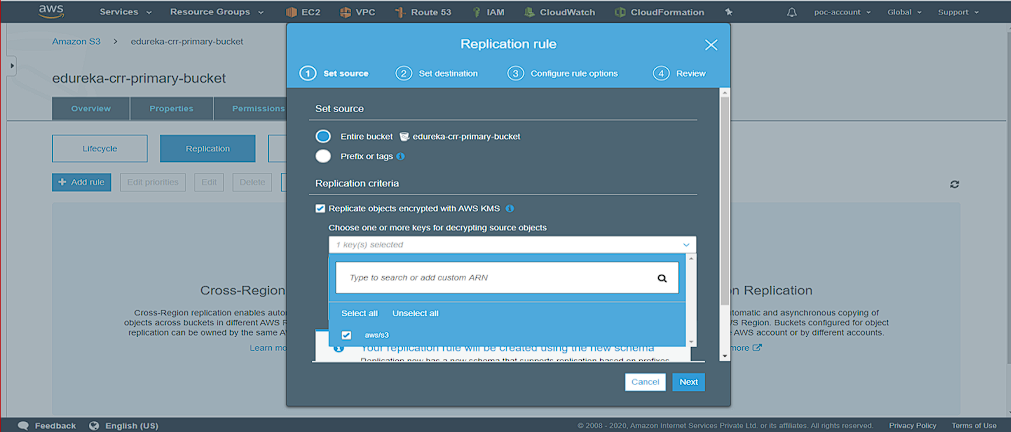 aws
Services
Resource Groups
EC2
VPC
Route 53
IAM
CloudWatch
CloudFormation
poc-account
Global
Support
Amazon S3 > edureka-crr-primary-bucket
edureka-crr-primary-bucket
Overview
Properties
Permissions
Lifecycle
Replication
+ Add rule
Edit priorities
Edit
Delete
Cross-Region
Cross-Region replication enables auto
objects across buckets in different AWS R
replication can be owned by the same A
Learn mo
Replication rule
1 Set source
2 Set destination
3 Configure rule options
4 Review
Set source
Entire bucket edureka-crr-primary-bucket
Prefix or tags
Replication criteria
Replicate objects encrypted with AWS KMS
Choose one or more keys for decrypting source objects
1 key(s) selected
Type to search or add custom ARN
Select all
Unselect all
aws/s3
Your replication rule will be created using the new schema
Replication now has a new schema that supports replication based on prefixes
Cancel
Next
n Replication
tomatic and asynchronous copying of
WS Region. Buckets configured for object
e AWS account or by different accounts.
more
Feedback
English (US)
© 2008 - 2020, Amazon Internet Services Private Ltd. or its affiliates. All rights reserved.
Privacy Policy
Terms of Use